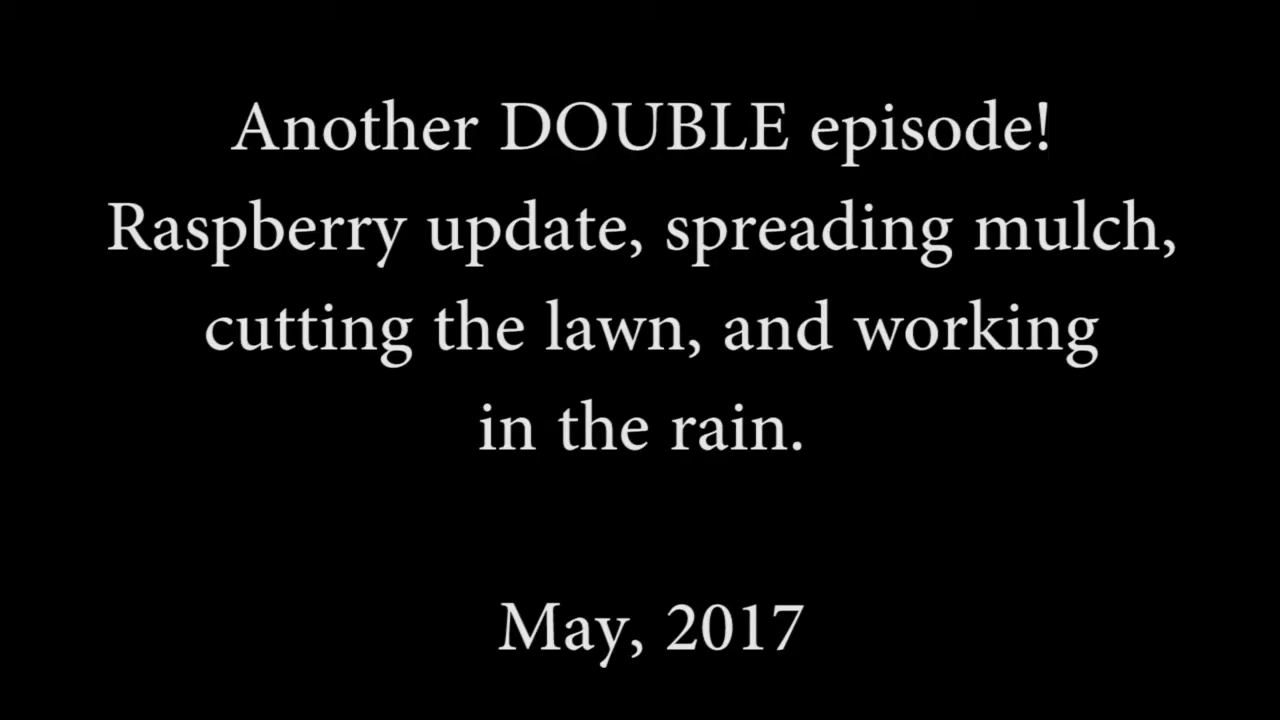 Another DOUBLE episode!
Raspberry update, spreading mulch,
cutting the lawn, and working
in the rain.
May, 2017